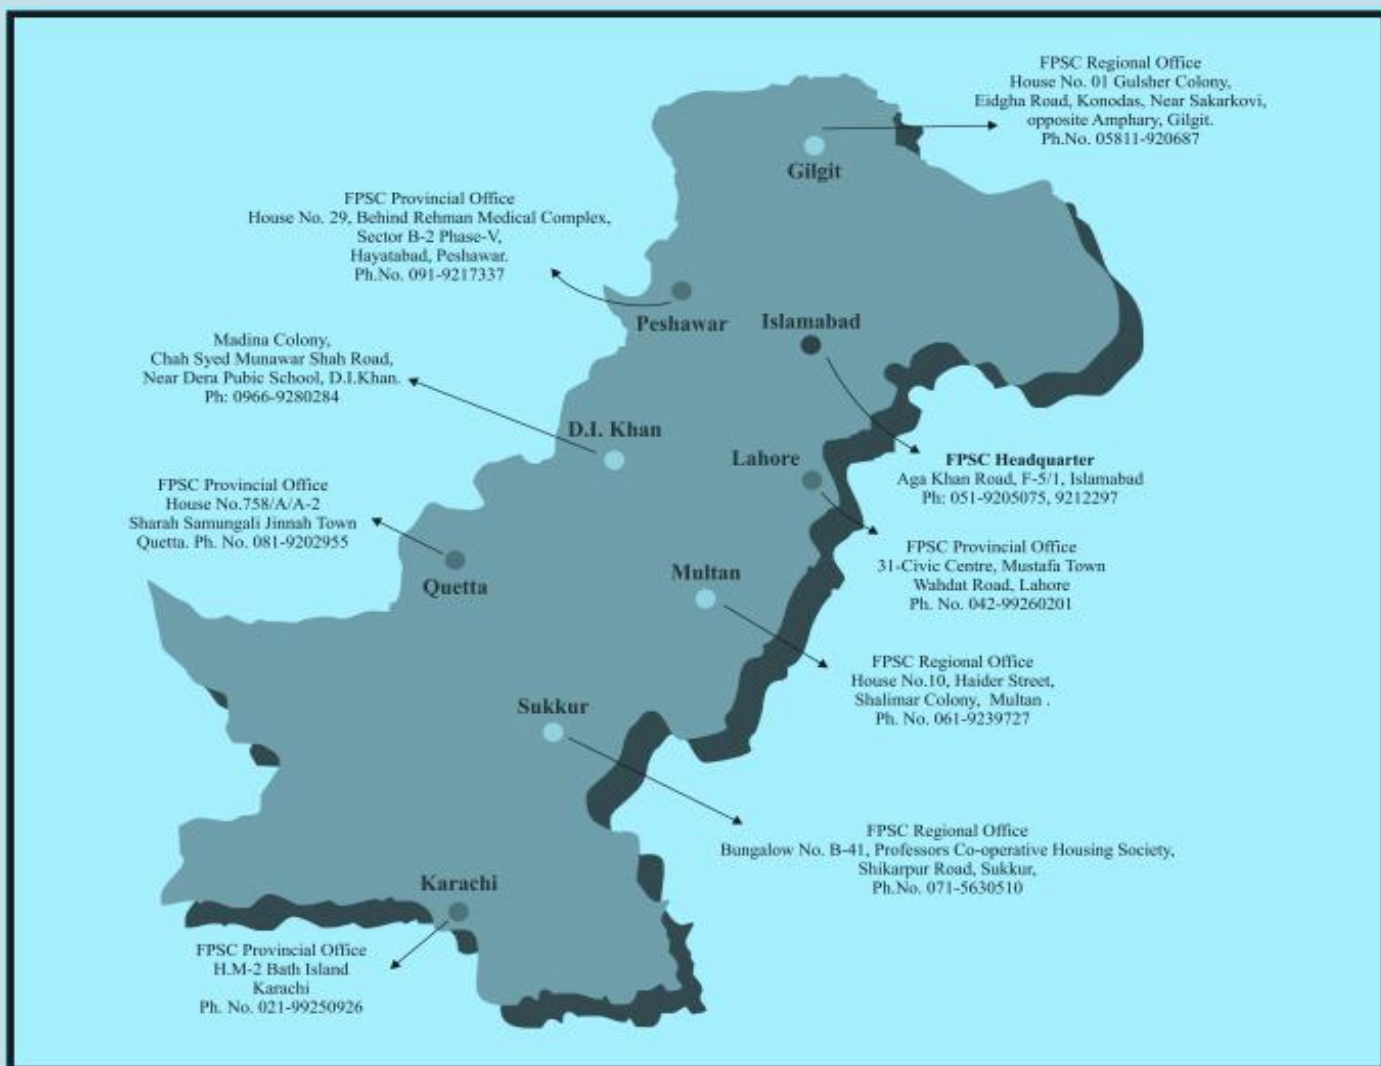 FPSC Regional Office
House No. 01 Gulsher Colony,
Eidgha Road, Konodas, Near Sakarkovi,
opposite Amphary, Gilgit.
Ph.No. 05811-920687
Gilgit
FPSC Provincial Office
House No. 29, Behind Rehman Medical Complex,
Sector B-2 Phase-V,
Hayatabad, Peshawar.
Ph.No. 091-9217337
Peshawar
Islamabad
Madina Colony,
Chah Syed Munawar Shah Road,
Near Dera Pubic School, D.I.Khan.
Ph: 0966-9280284
D.I. Khan
Lahore
FPSC Headquarter
Aga Khan Road, F-5/1, Islamabad
Ph: 051-9205075, 9212297
FPSC Provincial Office
House No.758/A/A-2
Sharah Samungali Jinnah Town
Quetta. Ph. No. 081-9202955
Quetta
FPSC Provincial Office
31-Civic Centre, Mustafa Town
Wahdat Road, Lahore
Ph. No. 042-99260201
Multan
FPSC Regional Office
House No.10, Haider Street,
Shalimar Colony, Multan .
Ph. No. 061-9239727
Sukkur
FPSC Regional Office
Bungalow No. B-41, Professors Co-operative Housing Society,
Shikarpur Road, Sukkur,
Ph.No. 071-5630510
Karachi
FPSC Provincial Office
H.M-2 Bath Island
Karachi
Ph. No. 021-99250926